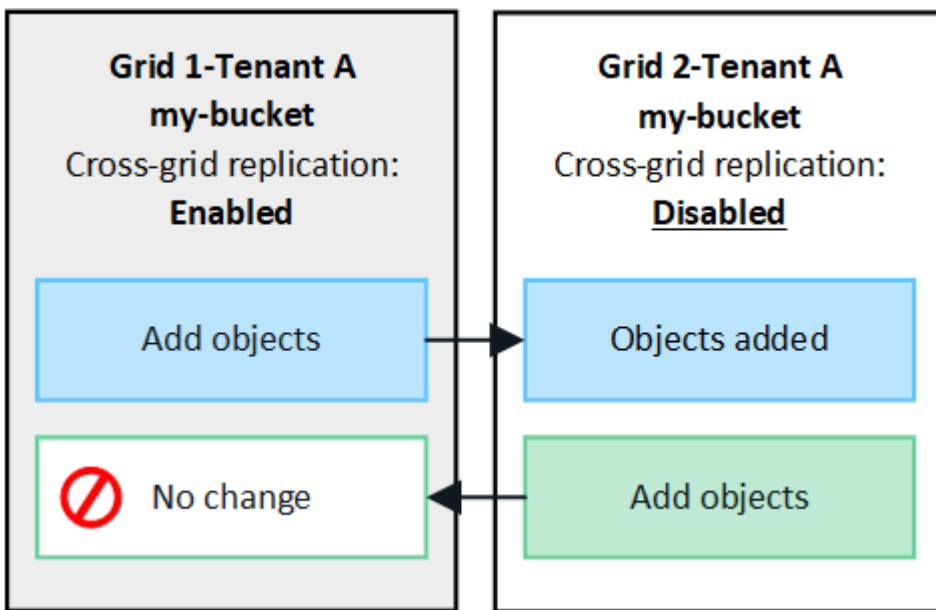 Grid 1-Tenant A
my-bucket
Cross-grid replication:
Enabled
Add objects
No change
Grid 2-Tenant A
my-bucket
Cross-grid replication:
Disabled
Objects added
Add objects